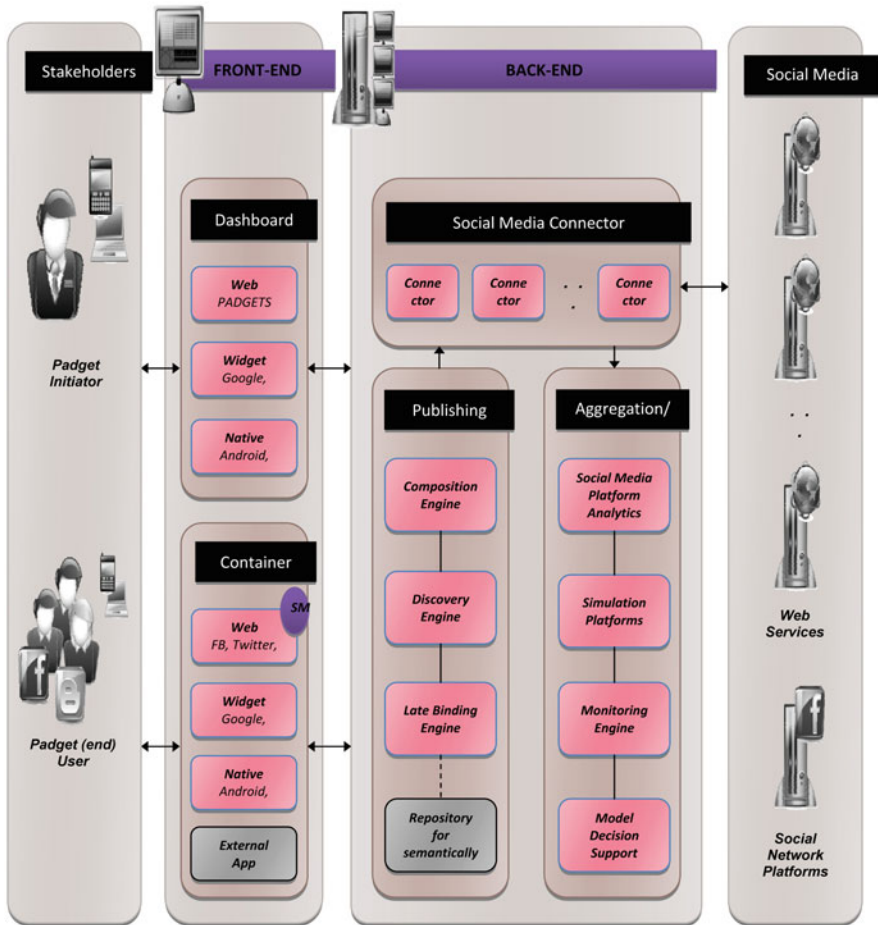 Stakeholders
Padget
Initiator
Padget (end)
User
FRONT-END
Dashboard
Web
PADGETS
Widget
Google,
Native
Android,
Container
SM
Web
FB, Twitter,
Widget
Google,
Native
Android,
External
App
BACK-END
Social Media Connector
Conne
ctor
Conne
ctor
. .
.
Conne
ctor
Publishing
Composition
Engine
Discovery
Engine
Late Binding
Engine
Repository
for
semantically
Aggregation/
Social Media
Platform
Analytics
Simulation
Platforms
Monitoring
Engine
Model
Decision
Support
Social Media
. .
.
Web
Services
f
Social
Network
Platforms
f